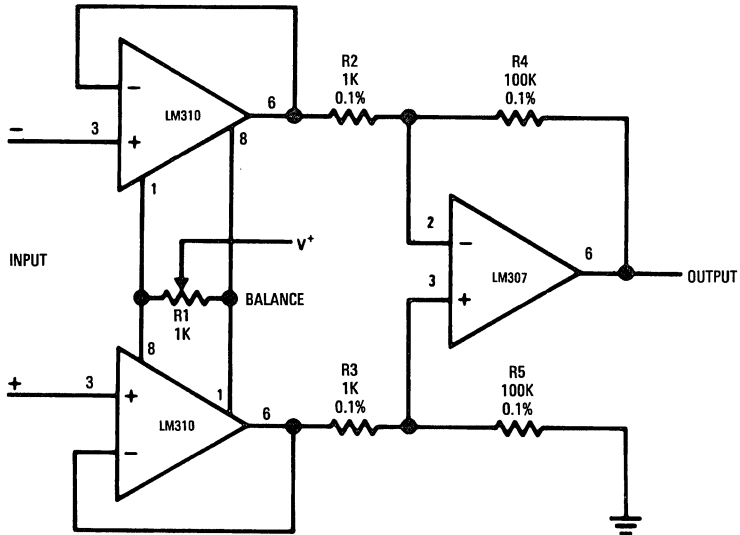 R2
1K
0.1%
R4
100K
0.1%
−
LM310
6
−
3
+
8
1
2
−
6
INPUT
V+
LM307
OUTPUT
3
+
BALANCE
R1
1K
8
R3
1K
0.1%
R5
100K
0.1%
+
3
+
1
6
LM310
−